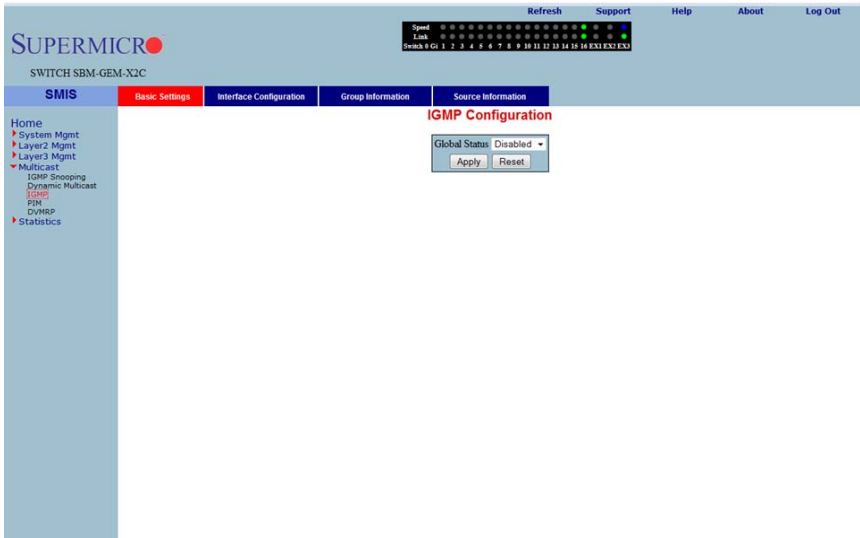 Refresh Support Help About Log Out
Speed
Link
Switch 0 Gi 1 2 3 4 5 6 7 8 9 10 11 12 13 14 15 16 EX1 EX2 EX3
SUPERMICRO
SWITCH SBM-GEM-X2C
SMIS
Basic Settings Interface Configuration Group Information Source Information
IGMP Configuration
Global Status Disabled
Apply Reset
Home
System Mgmt
Layer2 Mgmt
Layer3 Mgmt
Multicast
IGMP Snooping
Dynamic Multicast
IGMP
PIM
DVMRP
Statistics